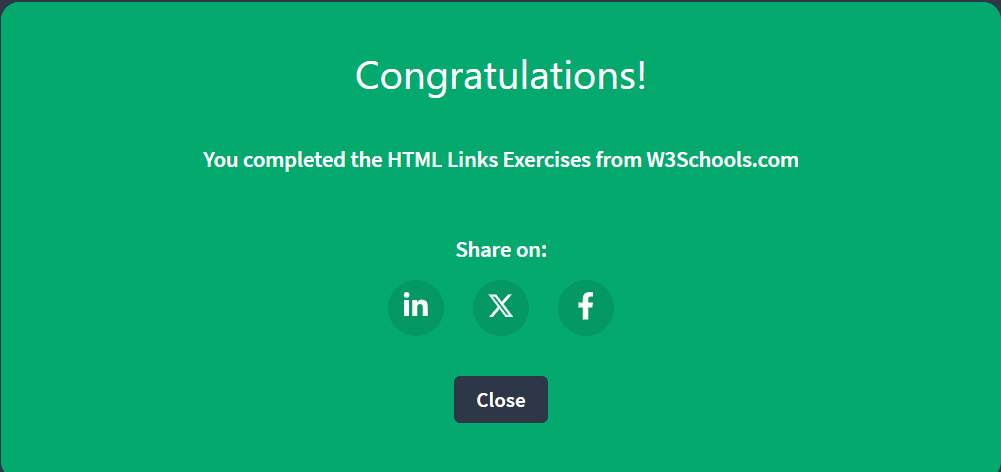 Congratulations!
You completed the HTML Links Exercises from W3Schools.com
Share on:
in
X
f
Close